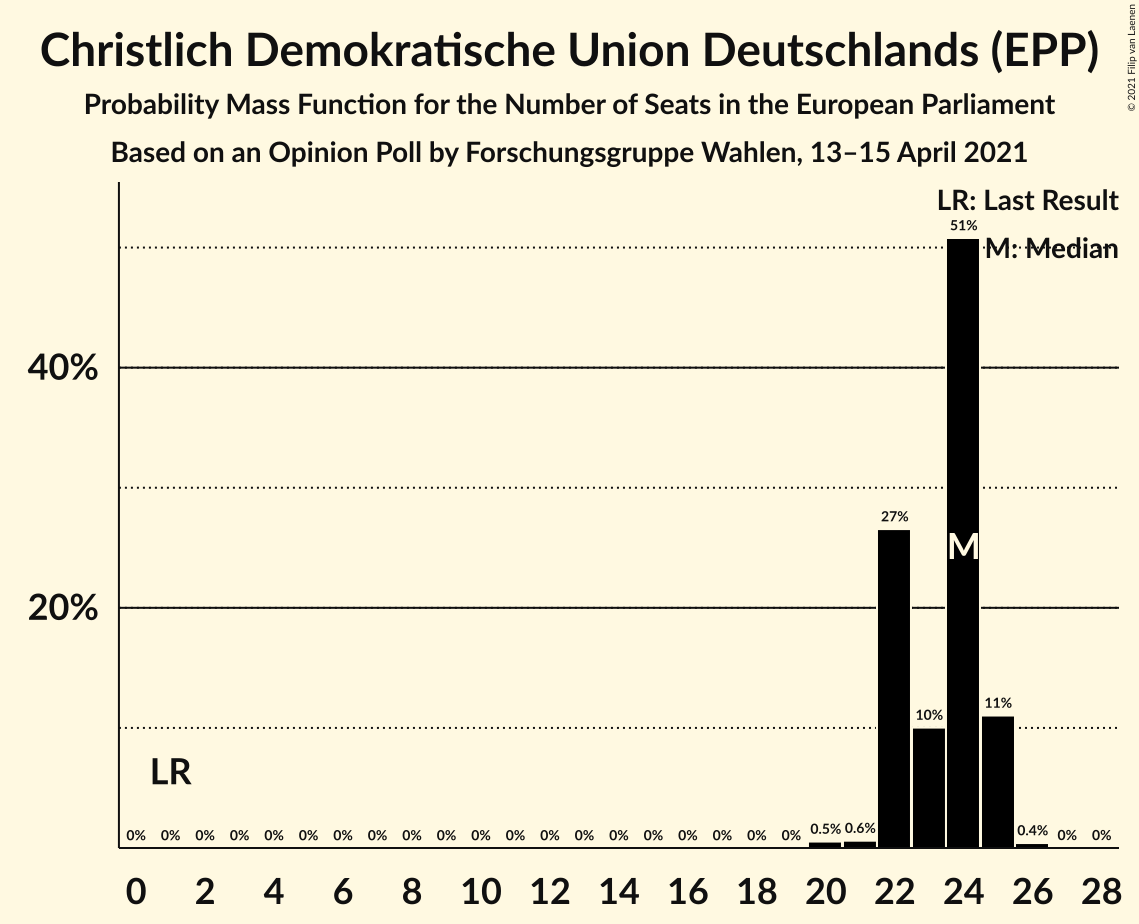 Christlich Demokratische Union Deutschlands (EPP)
Probability Mass Function for the Number of Seats in the European Parliament
Based on an Opinion Poll by Forschungsgruppe Wahlen, 13–15 April 2021
© 2021 Filip van Laenen
LR: Last Result
51%
M: Median
40%
27%
M
20%
11%
10%
LR
0% 0% 0% 0% 0% 0% 0% 0% 0% 0% 0% 0% 0% 0% 0% 0% 0% 0% 0% 0% 0.5% 0.6% 0.4% 0% 0%
0 2 4 6 8 10 12 14 16 18 20 22 24 26 28